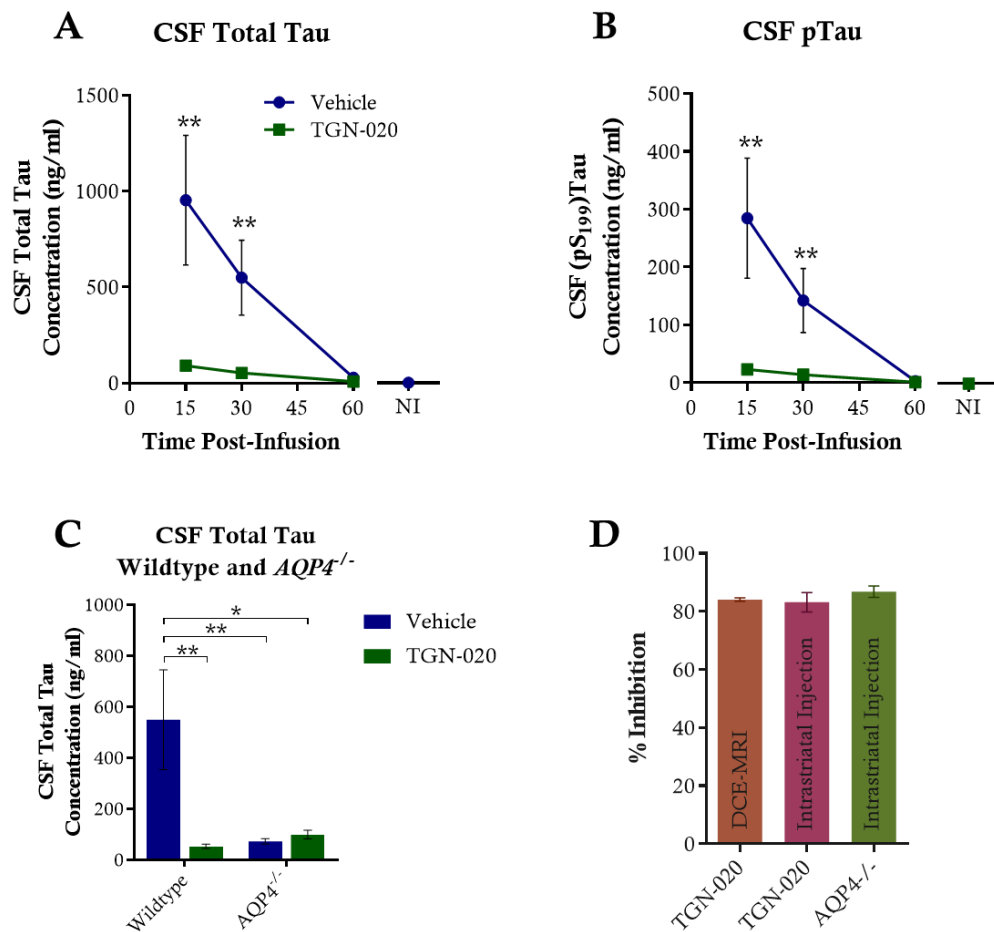 A
CSF Total Tau
CSF Total Tau
Concentration (ng/ml)
1500
1000
500
0
**
**
Vehicle
TGN-020
0 15 30 45 60 NI
Time Post-Infusion
B
CSF pTau
CSF (pS₁₉₉)Tau
Concentration (ng/ml)
500
400
300
200
100
0
**
**
0 15 30 45 60 NI
Time Post-Infusion
C
CSF Total Tau
Wildtype and AQP4⁻/⁻
CSF Total Tau
Concentration (ng/ml)
1000
800
600
400
200
0
*
**
**
Vehicle
TGN-020
Wildtype
AQP4⁻/⁻
D
% Inhibition
100
80
60
40
20
0
DCE-MRI
Intrastriatal Injection
Intrastriatal Injection
TGN-020
TGN-020
AQP4-/-